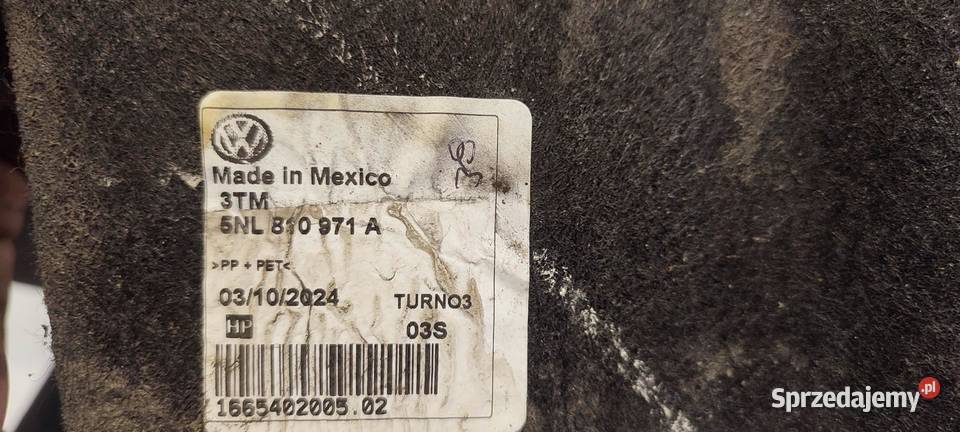 Made in Mexico
3TM
5NL 810 971 A
>PP + PET<
03/10/2024 TURNO3
HP 03S
1665402005.02
Sprzedajemy.pl